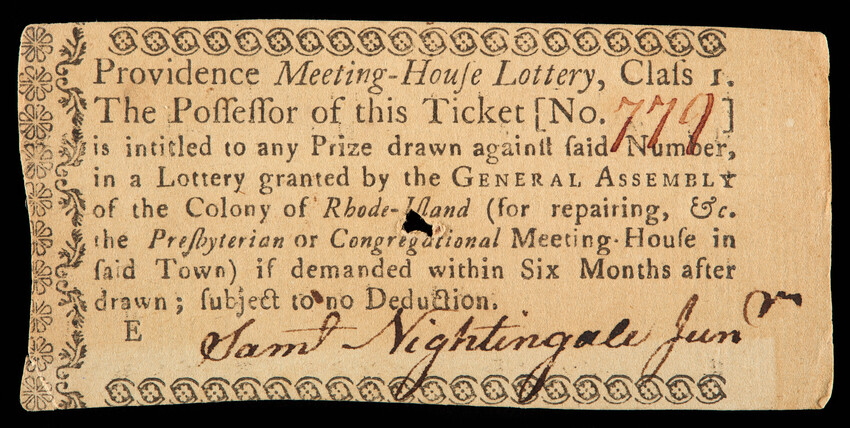 Providence Meeting-Houſe Lottery, Claſs 1.
The Poſſeſſor of this Ticket [No. 779]
is intitled to any Prize drawn againſt ſaid Number,
in a Lottery granted by the GENERAL ASSEMBLY
of the Colony of Rhode-Iſland (for repairing, &c.
the Preſbyterian or Congregational Meeting-Houſe in
ſaid Town) if demanded within Six Months after
drawn; ſubject to no Deduction.
E Samˡ Nightingale Junʳ